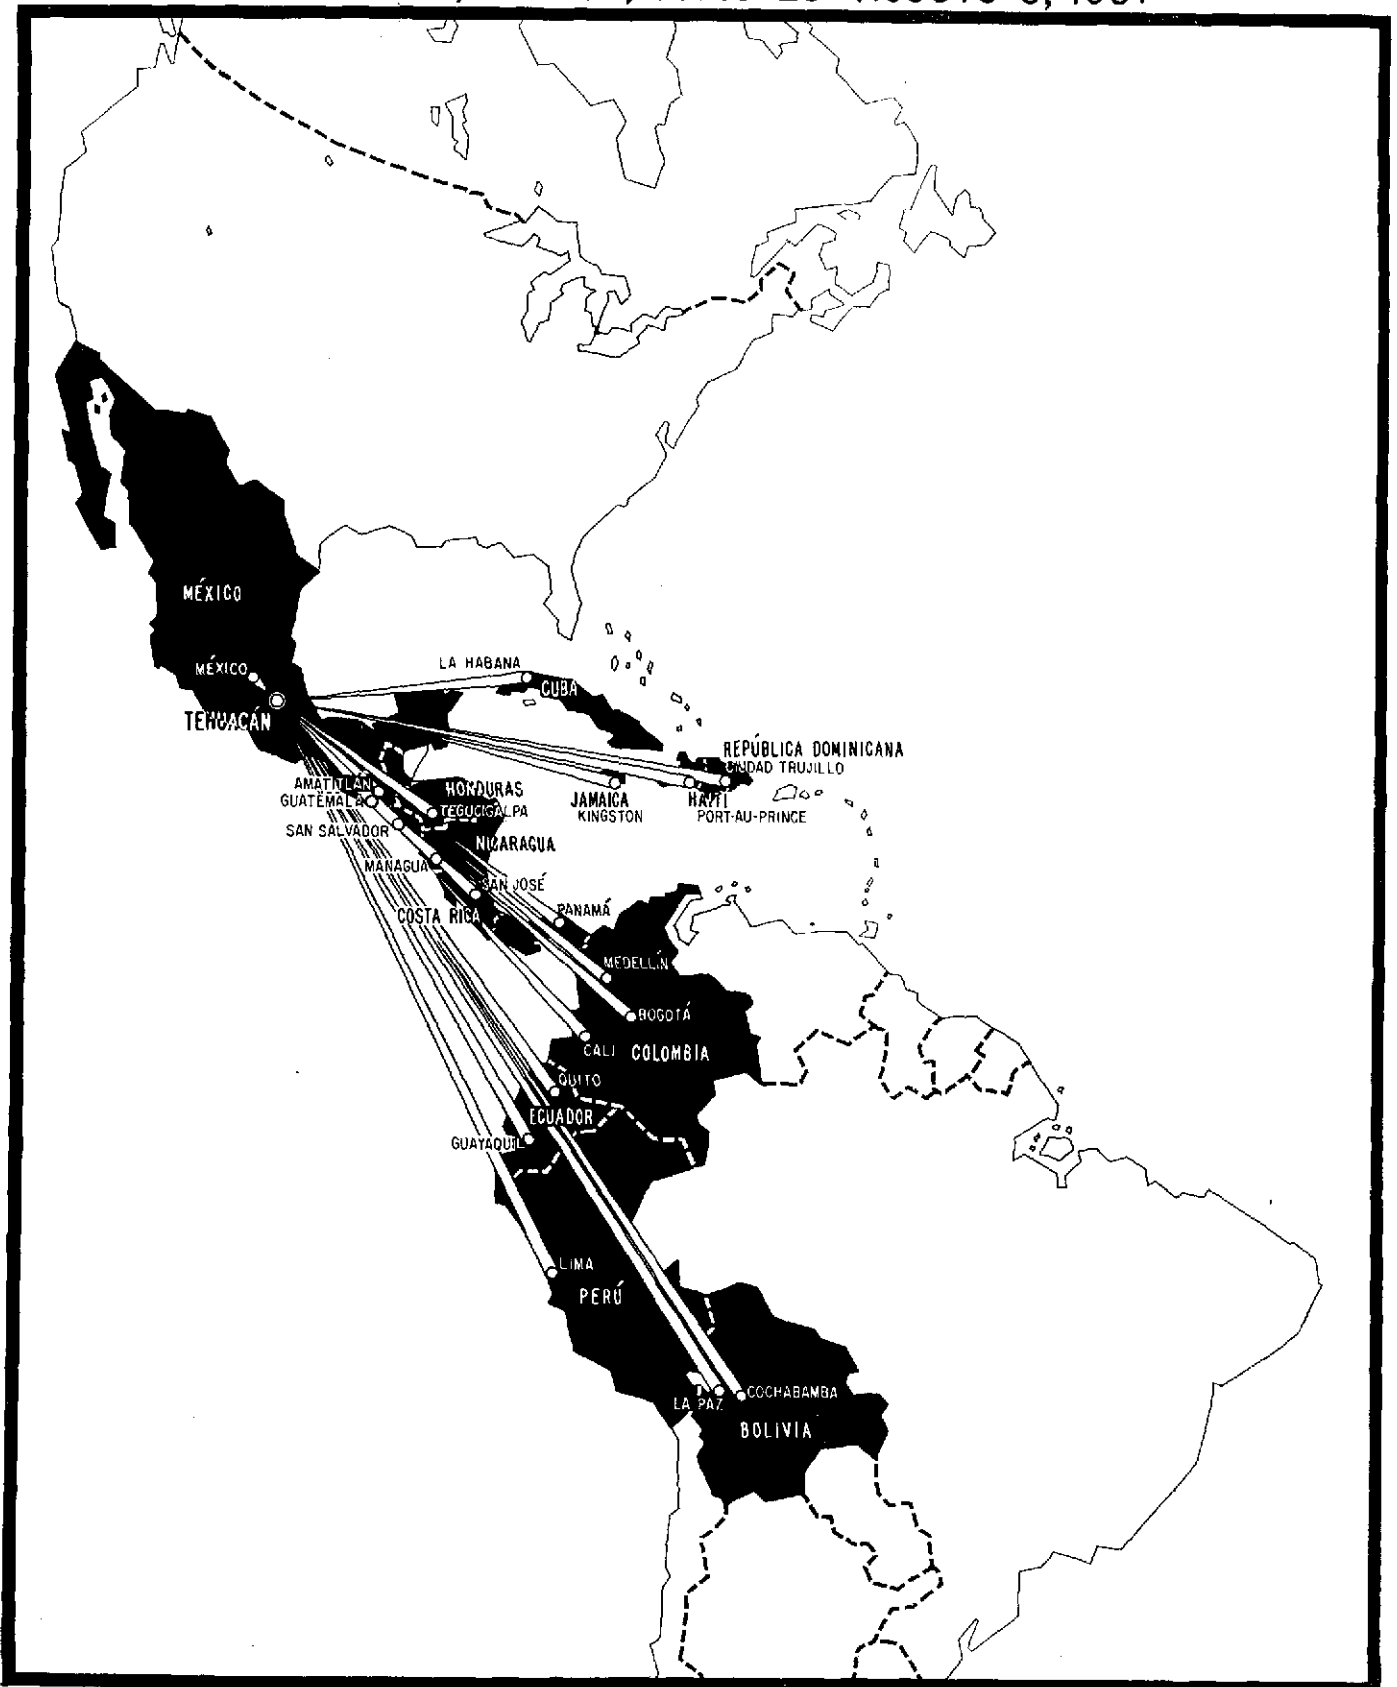 MÉXICO
LA HABANA
MÉXICO
CUBA
TEHUACÁN
REPÚBLICA DOMINICANA
TRUJILLO
AMATITLÁN
HONDURAS
GUATEMALA
JAMAICA
HAITI
TEGUCIGALPA
KINGSTON
PORT-AU-PRINCE
SAN SALVADOR
NICARAGUA
MANAGUA
SAN JOSÉ
PANAMÁ
COSTA RICA
MEDELLÍN
BOGOTÁ
CALI
COLOMBIA
QUITO
ECUADOR
GUAYAQUIL
LIMA
PERÚ
COCHABAMBA
LA PAZ
BOLIVIA